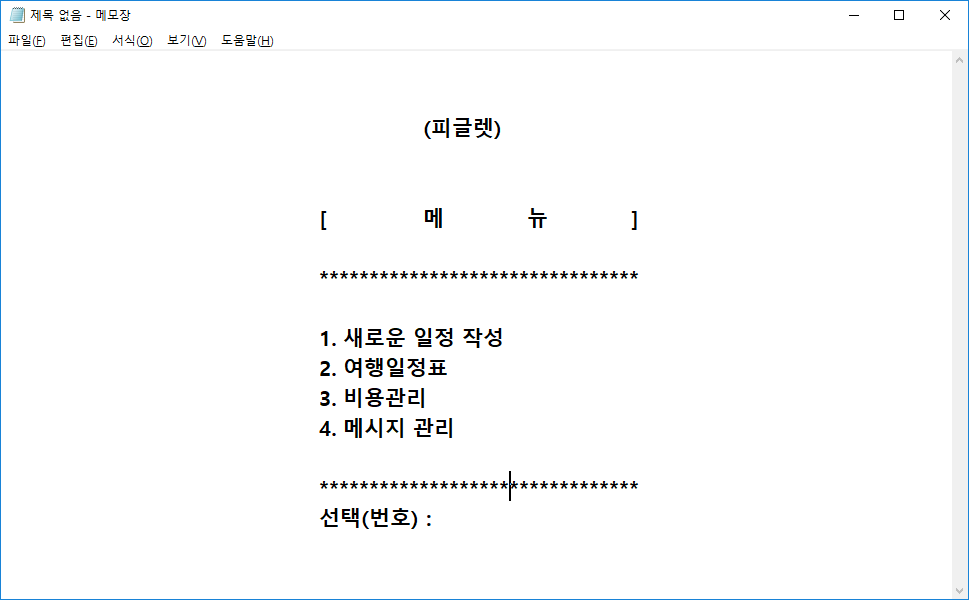 제목 없음 - 메모장
파일(F) 편집(E) 서식(O) 보기(V) 도움말(H)
(피글렛)
[ 메 뉴 ]
********************************
1. 새로운 일정 작성
2. 여행일정표
3. 비용관리
4. 메시지 관리
********************************
선택(번호) :